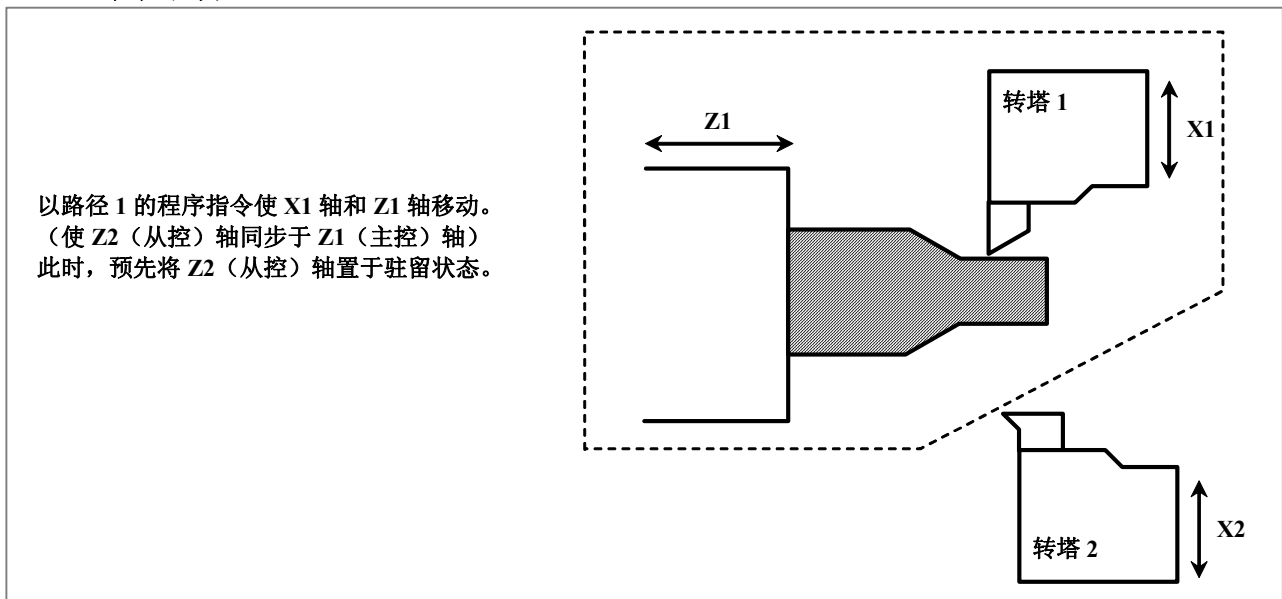 以路径 1 的程序指令使 X1 轴和 Z1 轴移动。
（使 Z2（从控）轴同步于 Z1（主控）轴）
此时，预先将 Z2（从控）轴置于驻留状态。
Z1
转塔 1
X1
转塔 2
X2